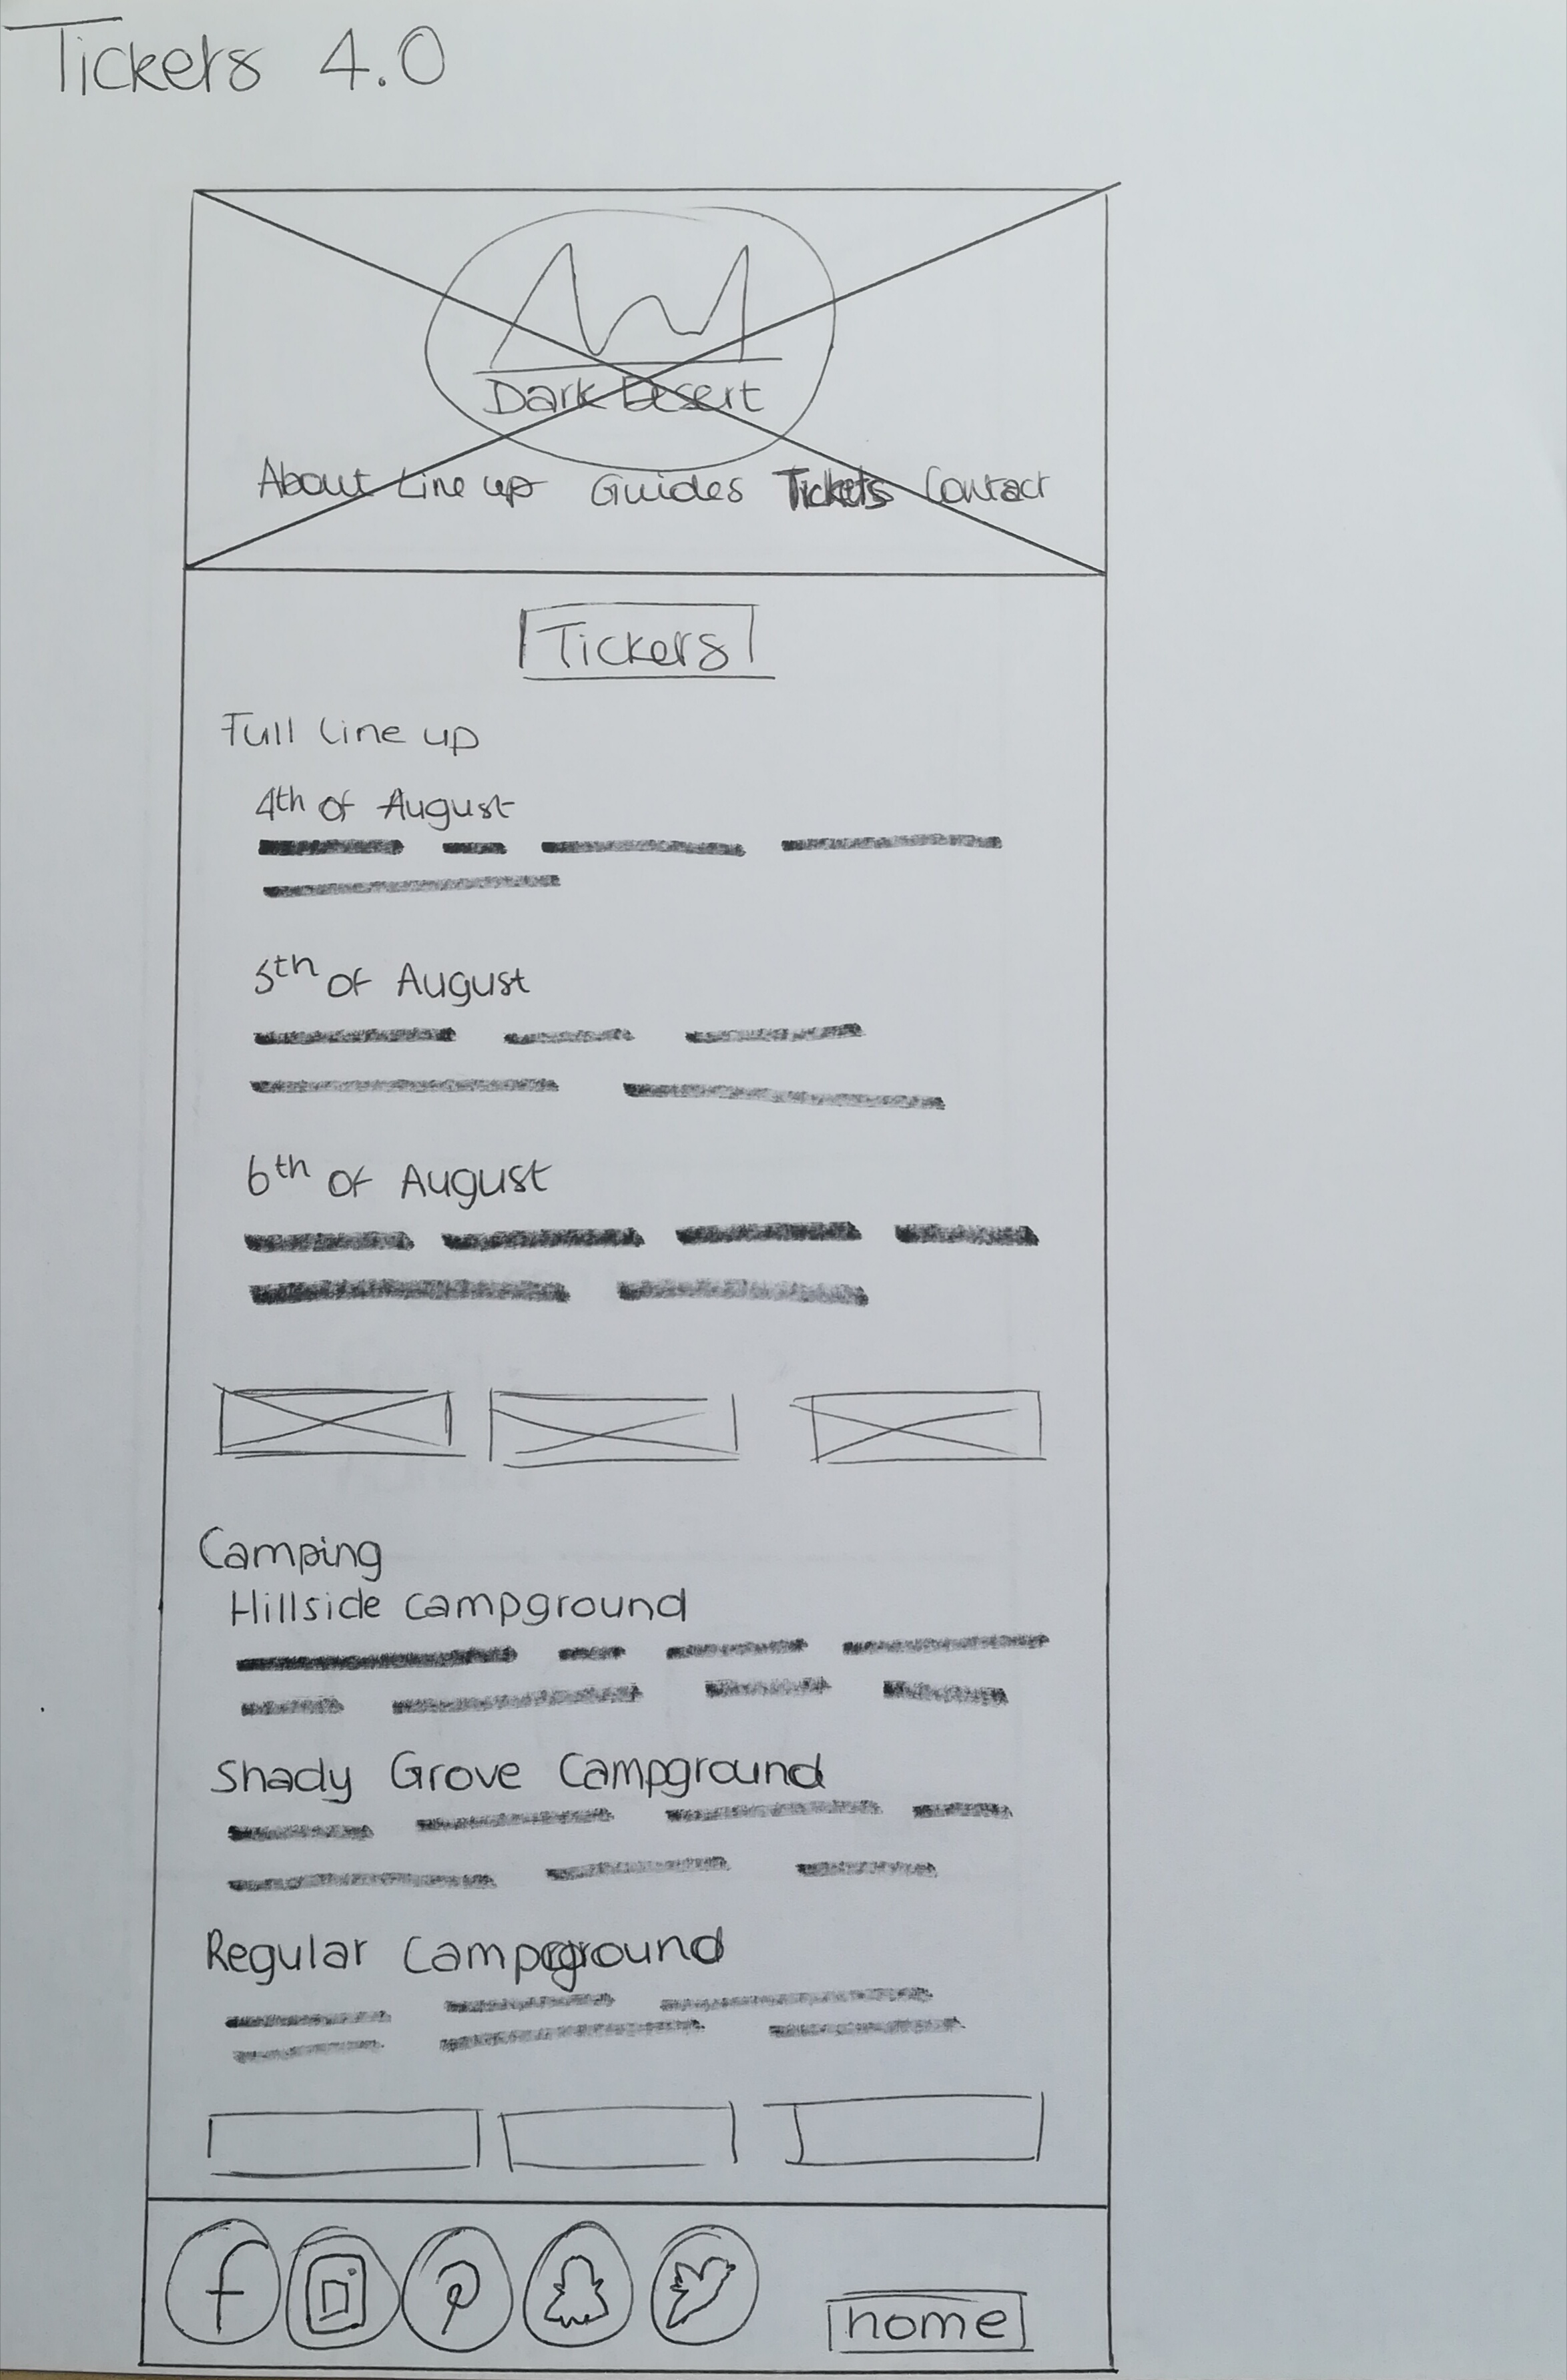 Tickets 4.0
Dark Desert
About Line up Guides Tickets Contact
Tickets
Full line up
4th of August
5th of August
6th of August
Camping
Hillside campground
Shady Grove Campground
Regular Campground
f
home